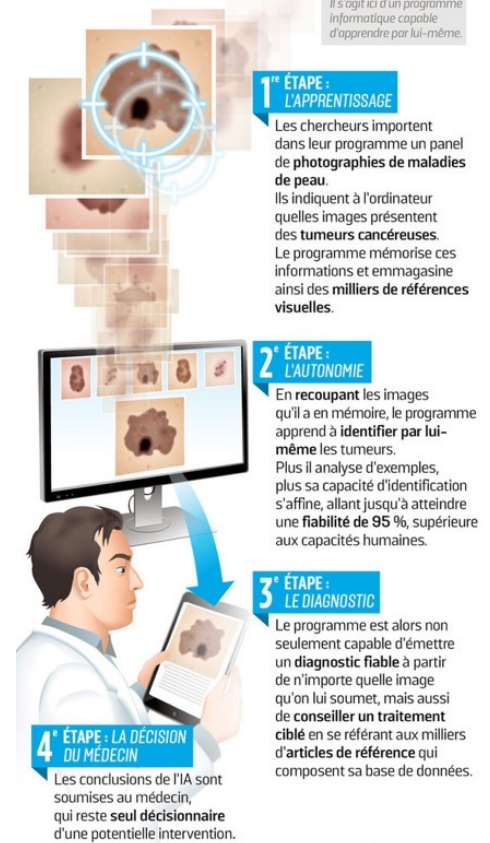 Il s'agit ici d'un programme
informatique capable
d'apprendre par lui-même.
1re ÉTAPE :
L'APPRENTISSAGE
Les chercheurs importent
dans leur programme un panel
de photographies de maladies
de peau.
Ils indiquent à l'ordinateur
quelles images présentent
des tumeurs cancéreuses.
Le programme mémorise ces
informations et emmagasine
ainsi des milliers de références
visuelles.
2e ÉTAPE :
L'AUTONOMIE
En recoupant les images
qu'il a en mémoire, le programme
apprend à identifier par lui-
même les tumeurs.
Plus il analyse d'exemples,
plus sa capacité d'identification
s'affine, allant jusqu'à atteindre
une fiabilité de 95 %, supérieure
aux capacités humaines.
3e ÉTAPE :
LE DIAGNOSTIC
Le programme est alors non
seulement capable d'émettre
un diagnostic fiable à partir
de n'importe quelle image
qu'on lui soumet, mais aussi
de conseiller un traitement
ciblé en se référant aux milliers
d'articles de référence qui
composent sa base de données.
4e ÉTAPE : LA DÉCISION
DU MÉDECIN
Les conclusions de l'IA sont
soumises au médecin,
qui reste seul décisionnaire
d'une potentielle intervention.